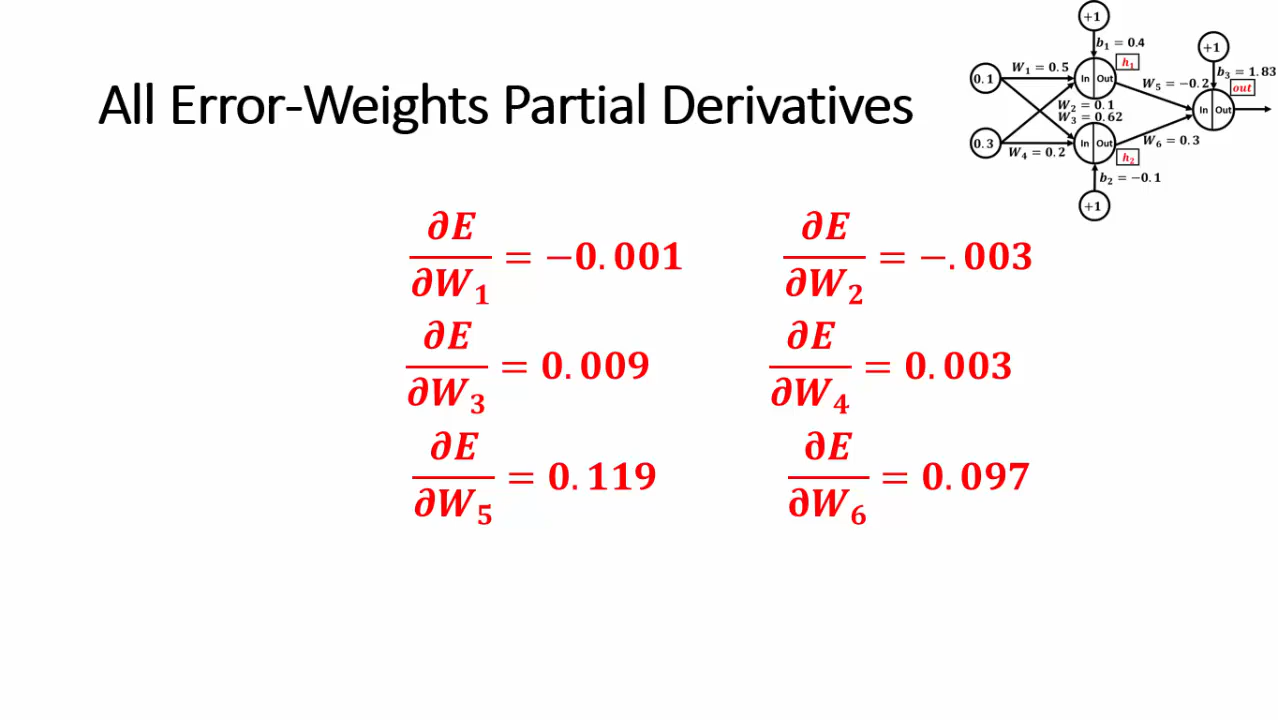 All Error-Weights Partial Derivatives
+1
b₁ = 0.4
+1
W₁ = 0.5
h₁
b₃ = 1.83
0.1
In Out
W₅ = −0.2
out
W₂ = 0.1
In Out
W₃ = 0.62
0.3
In Out
W₆ = 0.3
W₄ = 0.2
h₂
b₂ = −0.1
+1
∂E/∂W₁ = −0.001
∂E/∂W₂ = −.003
∂E/∂W₃ = 0.009
∂E/∂W₄ = 0.003
∂E/∂W₅ = 0.119
∂E/∂W₆ = 0.097